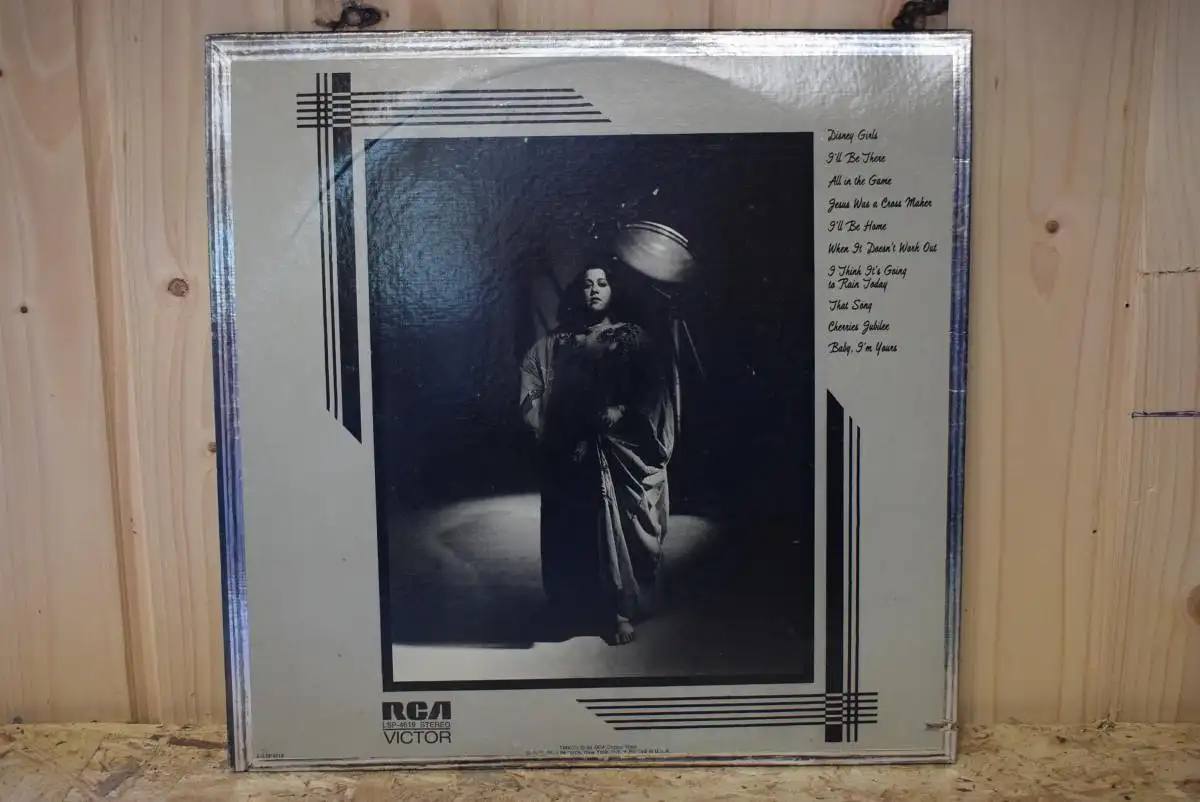 Disney Girls
I'll Be There
All in the Game
Jesus Was a Cross Maker
I'll Be Home
When It Doesn't Work Out
I Think It's Going
to Rain Today
That Song
Cherries Jubilee
Baby, I'm Yours
RCA
LSP-4619 STEREO
VICTOR